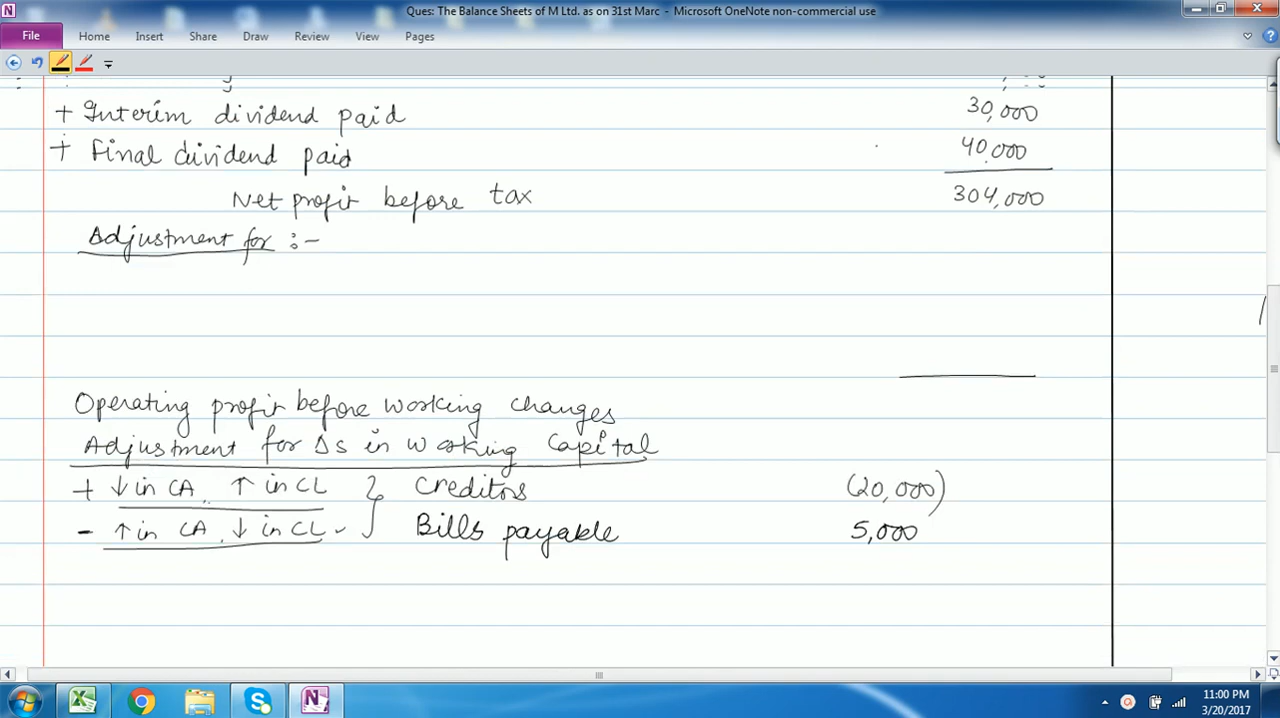 Ques: The Balance Sheets of M Ltd. as on 31st Marc - Microsoft OneNote non-commercial use
File Home Insert Share Draw Review View Pages
+ Interim dividend paid 30,000
+ Final dividend paid 40,000
Net profit before tax 304,000
Adjustment for :-
Operating profit before working changes
Adjustment for Δs in working capital
+ ↓ in CA, ↑ in CL Creditors (20,000)
- ↑ in CA, ↓ in CL - Bills payable 5,000
11:00 PM
3/20/2017